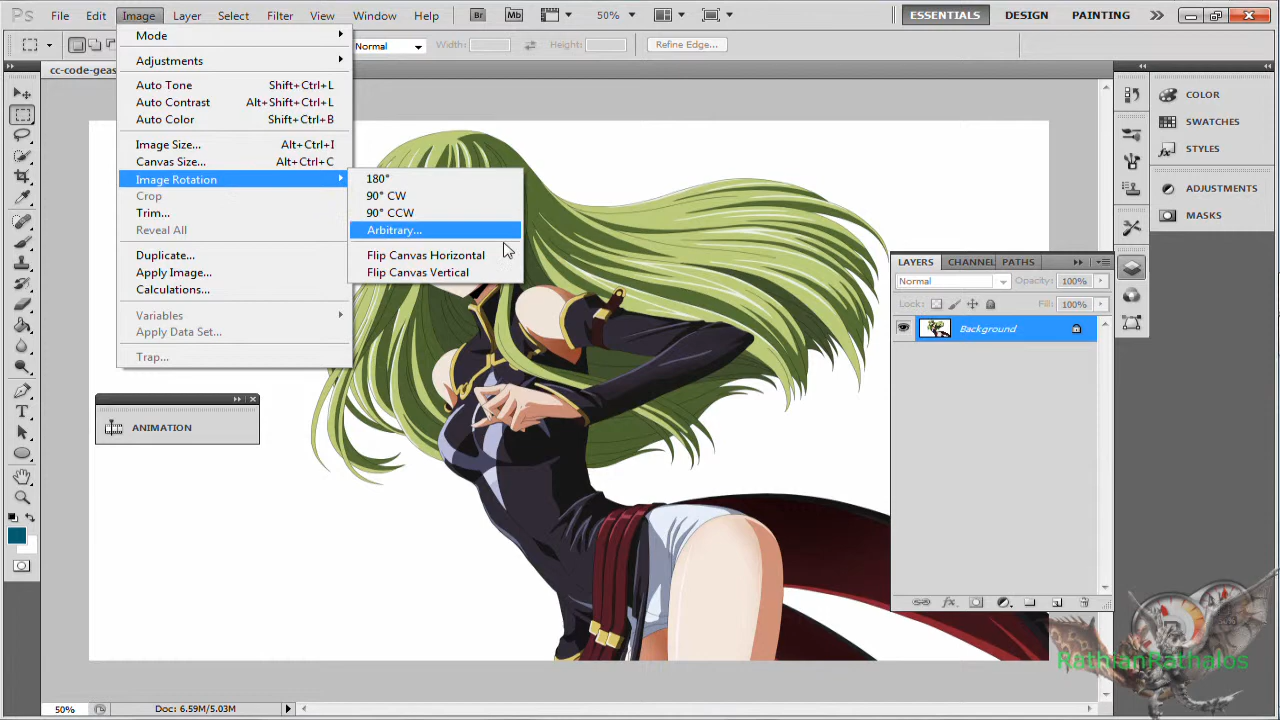 Ps File Edit Image Layer Select Filter View Window Help Br Mb 50% ESSENTIALS DESIGN PAINTING
Normal Width: Height: Refine Edge...
cc-code-geas
Mode
Adjustments
Auto Tone Shift+Ctrl+L
Auto Contrast Alt+Shift+Ctrl+L
Auto Color Shift+Ctrl+B
Image Size... Alt+Ctrl+I
Canvas Size... Alt+Ctrl+C
Image Rotation
Crop
Trim...
Reveal All
Duplicate...
Apply Image...
Calculations...
Variables
Apply Data Set...
Trap...
180°
90° CW
90° CCW
Arbitrary...
Flip Canvas Horizontal
Flip Canvas Vertical
ANIMATION
COLOR
SWATCHES
STYLES
ADJUSTMENTS
MASKS
LAYERS CHANNEL PATHS
Normal Opacity: 100%
Lock: Fill: 100%
Background
RathianRathalos
50% Doc: 6.59M/5.03M